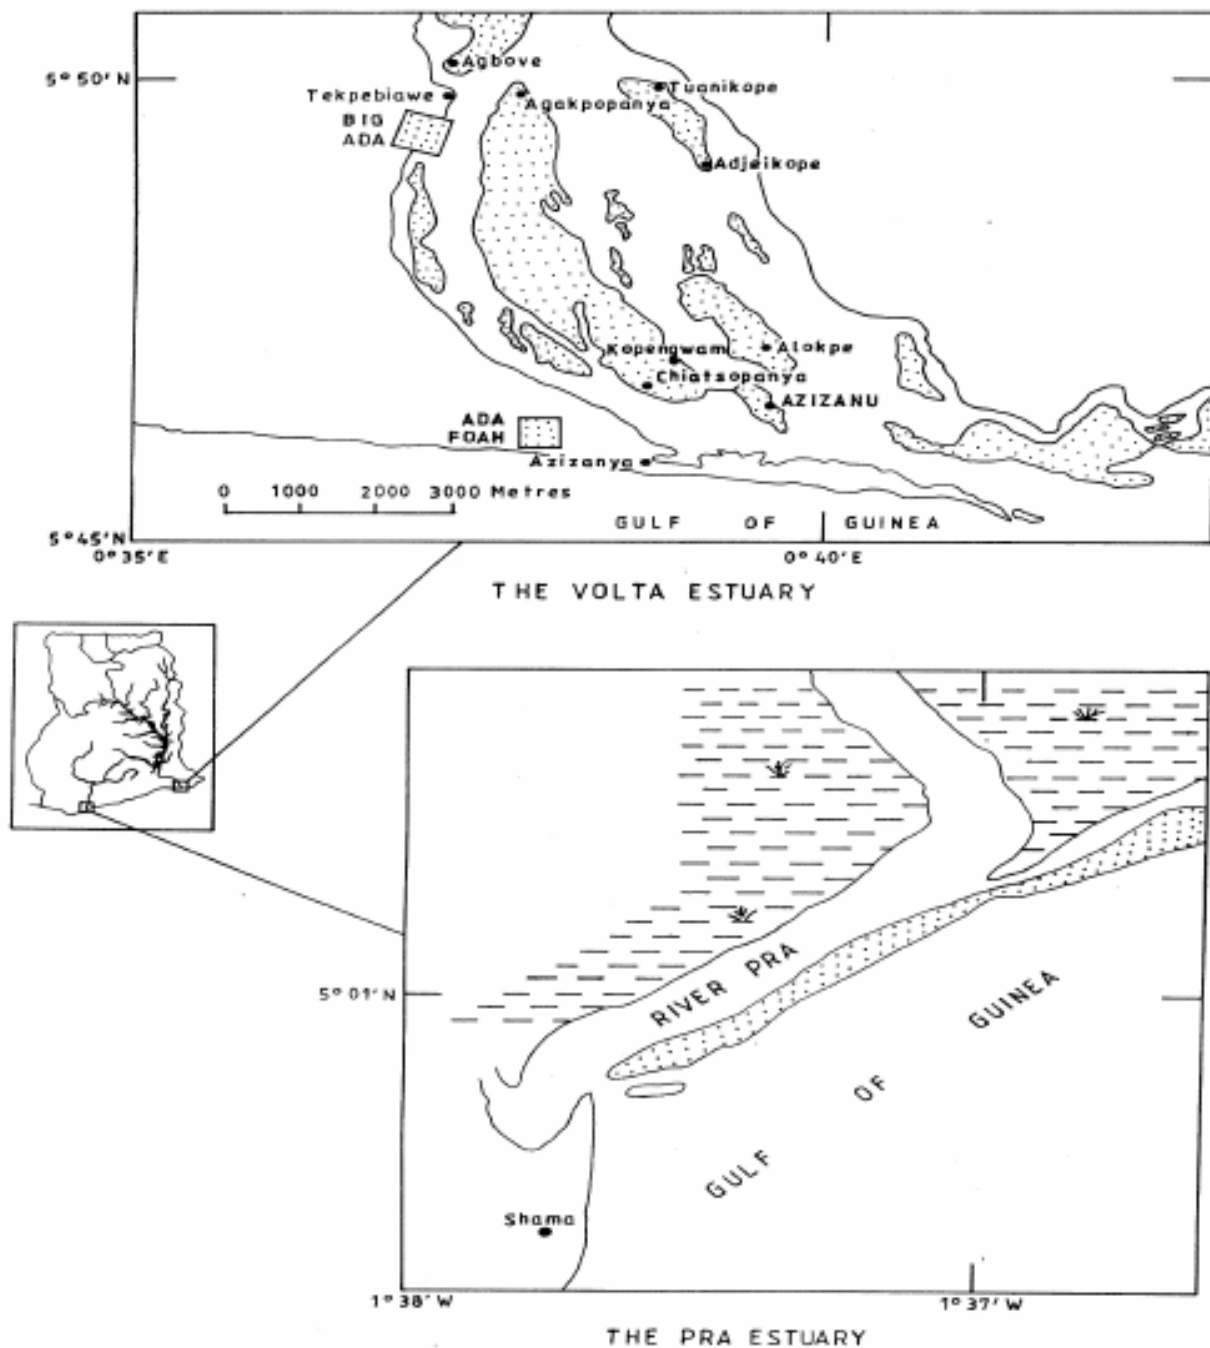 5°50'N
Agbove
Tekpebiawe
Agakpopanya
Tuanikope
BIG
ADA
Adjeikope
Kopengwam
Alokpe
Chiatsopanya
AZIZANU
ADA
FOAH
Azizanya
0 1000 2000 3000 Metres
GULF OF GUINEA
5°45'N
0°35'E
0°40'E
THE VOLTA ESTUARY
RIVER PRA
5°01'N
GULF OF GUINEA
Shama
1°38'W
1°37'W
THE PRA ESTUARY